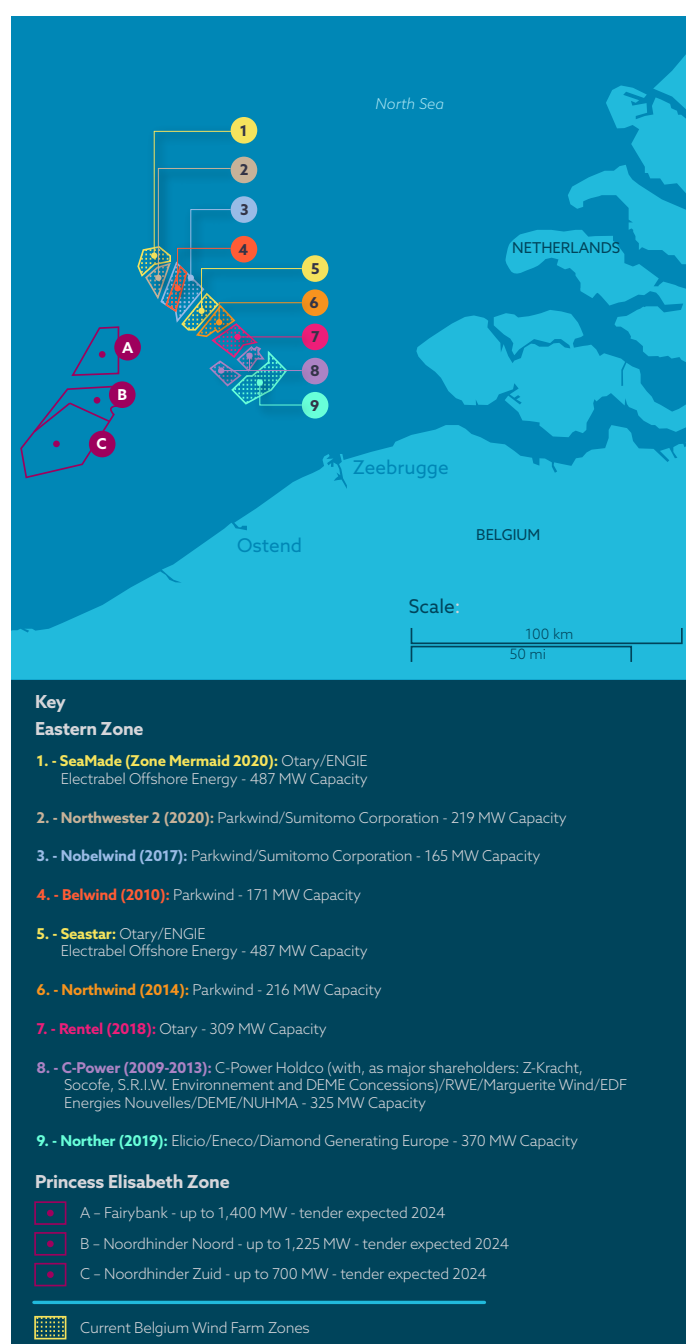 North Sea
1
2
3
4
5
6
7
8
9
NETHERLANDS
A
B
C
Zeebrugge
Ostend
BELGIUM
Scale:
100 km
50 mi
Key
Eastern Zone
1. - SeaMade (Zone Mermaid 2020): Otary/ENGIE
Electrabel Offshore Energy - 487 MW Capacity
2. - Northwester 2 (2020): Parkwind/Sumitomo Corporation - 219 MW Capacity
3. - Nobelwind (2017): Parkwind/Sumitomo Corporation - 165 MW Capacity
4. - Belwind (2010): Parkwind - 171 MW Capacity
5. - Seastar: Otary/ENGIE
Electrabel Offshore Energy - 487 MW Capacity
6. - Northwind (2014): Parkwind - 216 MW Capacity
7. - Rentel (2018): Otary - 309 MW Capacity
8. - C-Power (2009-2013): C-Power Holdco (with, as major shareholders: Z-Kracht,
Socofe, S.R.I.W. Environnement and DEME Concessions)/RWE/Marguerite Wind/EDF
Energies Nouvelles/DEME/NUHMA - 325 MW Capacity
9. - Norther (2019): Elicio/Eneco/Diamond Generating Europe - 370 MW Capacity
Princess Elisabeth Zone
A – Fairybank - up to 1,400 MW - tender expected 2024
B – Noordhinder Noord - up to 1,225 MW - tender expected 2024
C – Noordhinder Zuid - up to 700 MW - tender expected 2024
Current Belgium Wind Farm Zones